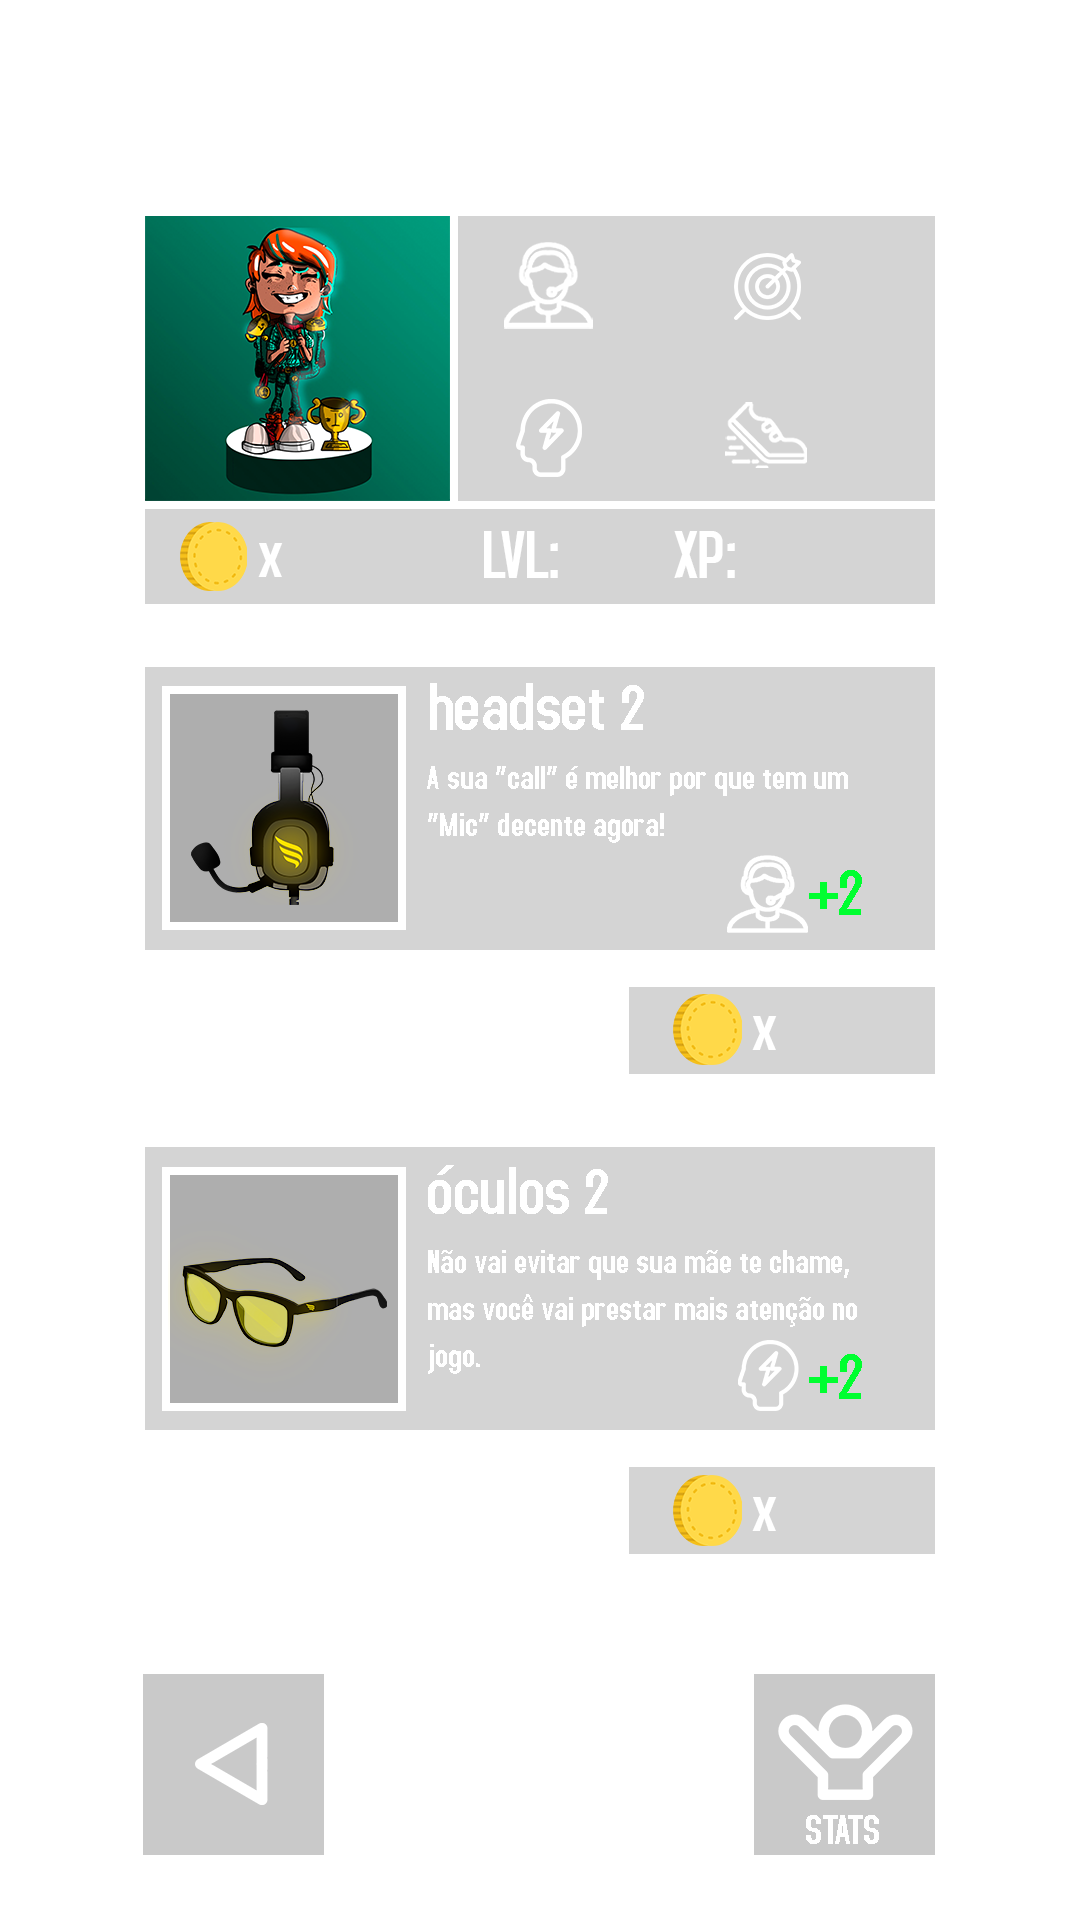 x LVL: XP:
headset 2
A sua "call" é melhor por que tem um
"Mic" decente agora!
+2
x
óculos 2
Não vai evitar que sua mãe te chame,
mas você vai prestar mais atenção no
jogo.
+2
x
STATS